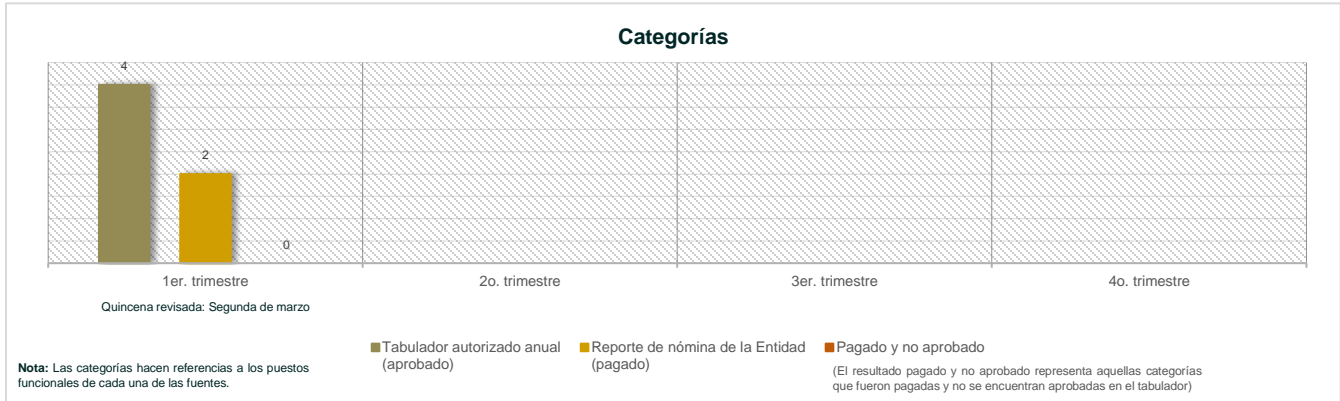 Categorías
4
2
0
1er. trimestre
2o. trimestre
3er. trimestre
4o. trimestre
Quincena revisada: Segunda de marzo
Tabulador autorizado anual
(aprobado)
Reporte de nómina de la Entidad
(pagado)
Pagado y no aprobado
(El resultado pagado y no aprobado representa aquellas categorías
que fueron pagadas y no se encuentran aprobadas en el tabulador)
Nota: Las categorías hacen referencias a los puestos
funcionales de cada una de las fuentes.